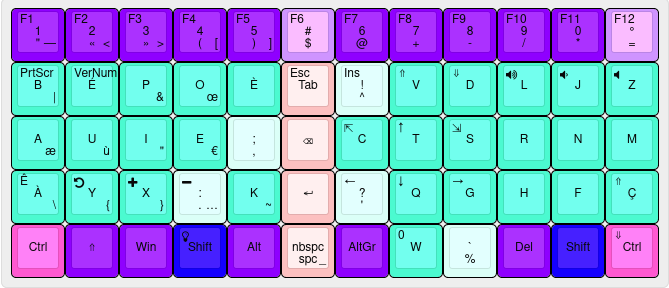 F1 F2 F3 F4 F5 F6 F7 F8 F9 F10 F11 F12
1 2 3 4 5 # 6 7 8 9 0 °
" — « < » > ( [ ) ] $ @ + - / * =
PrtScr VerNum Esc Ins ⇑ ⇓
B É P O È Tab ! V D L J Z
| & œ ^
⇱ ↑ ⇲
A U I E ; ⌫ C T S R N M
æ ù " € ,
Ê ← ↓ → ⇑
À Y X : K ↩ ? Q G H F Ç
\ { } . … ~ '
0 ⇓
Ctrl ⇑ Win Shift Alt nbspc AltGr W ` Del Shift Ctrl
spc _ %